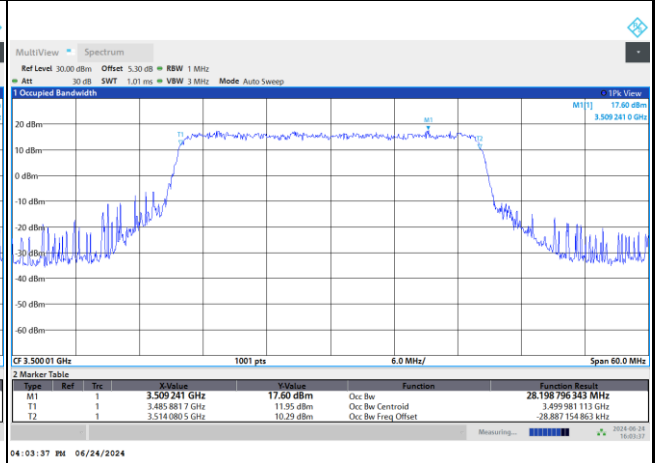 MultiView Spectrum
Ref Level 30.00 dBm Offset 5.30 dB RBW 1 MHz
Att 30 dB SWT 1.01 ms VBW 3 MHz Mode Auto Sweep
1 Occupied Bandwidth 1Pk View
M1[1] 17.60 dBm
3.509 241 0 GHz
M1
20 dBm
T1
T2
10 dBm
0 dBm
-10 dBm
-20 dBm
-30 dBm
-40 dBm
-50 dBm
-60 dBm
CF 3.500 01 GHz 1001 pts 6.0 MHz/ Span 60.0 MHz
2 Marker Table
Type Ref Trc X-Value Y-Value Function Function Result
M1 1 3.509 241 GHz 17.60 dBm Occ Bw 28.198 796 343 MHz
T1 1 3.485 881 7 GHz 11.95 dBm Occ Bw Centroid 3.499 981 113 GHz
T2 1 3.514 080 5 GHz 10.29 dBm Occ Bw Freq Offset -28.887 154 863 kHz
Measuring... 2024-06-24
16:03:37
04:03:37 PM 06/24/2024